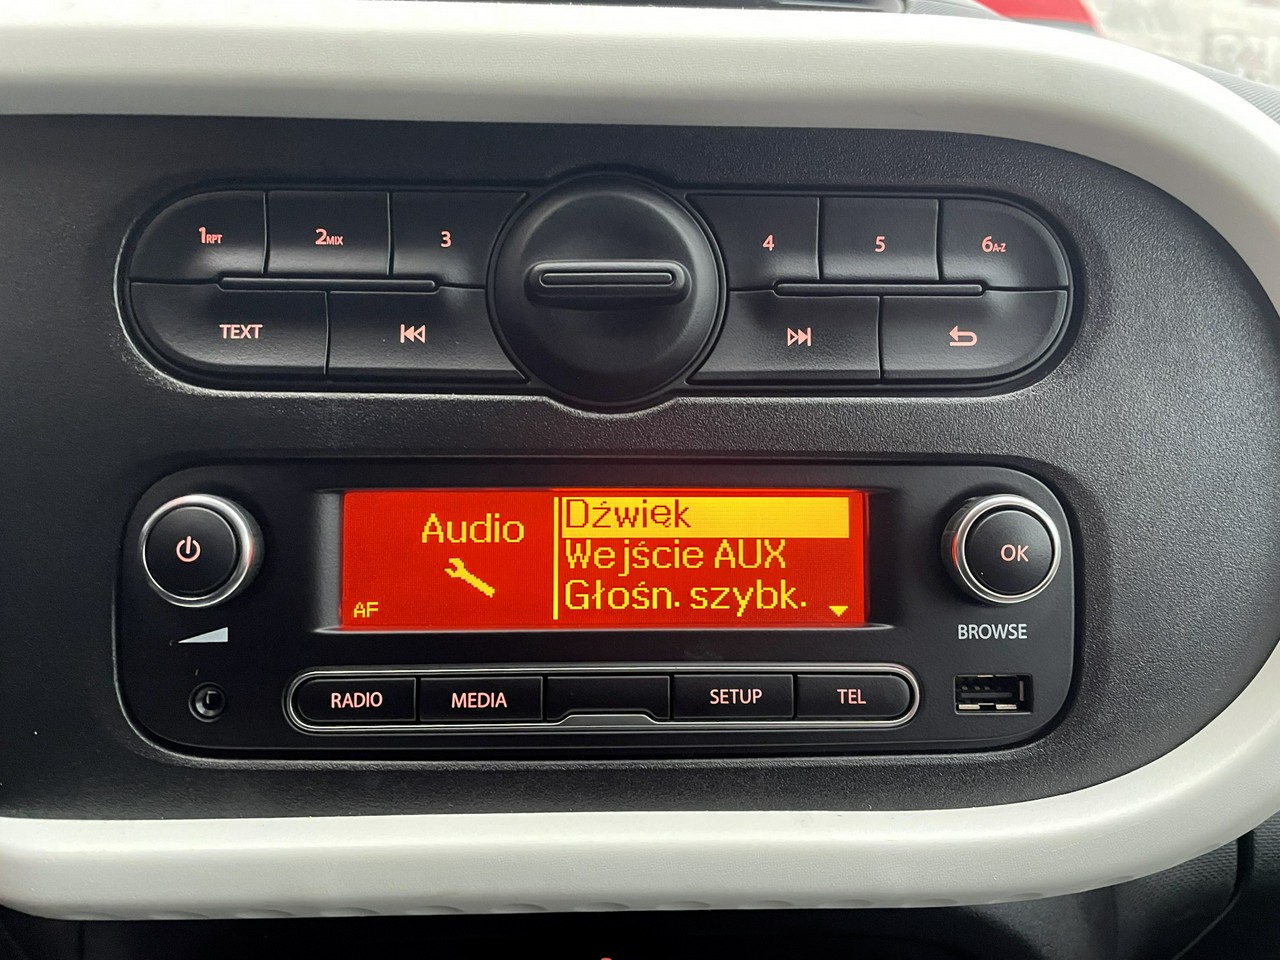 1RPT
2MIX
3
4
5
6A-Z
TEXT
Audio
AF
Dźwięk
Wejście AUX
Głośn. szybk.
OK
BROWSE
RADIO
MEDIA
SETUP
TEL